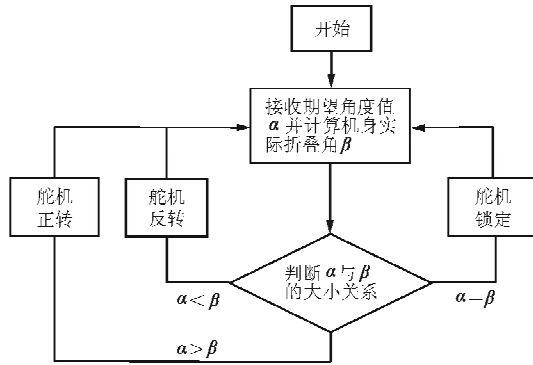 开始
接收期望角度值
α并计算机身实
际折叠角β
舵机
正转
舵机
反转
舵机
锁定
判断α与β
的大小关系
α<β
α=β
α>β